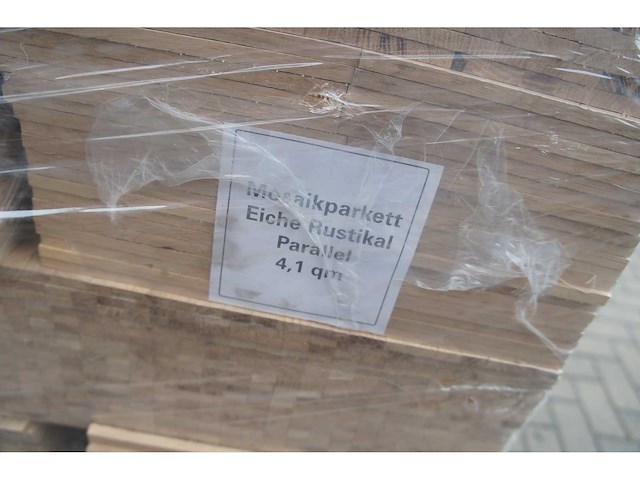 Mosaikparkett
Eiche Rustikal
Parallel
4,1 qm